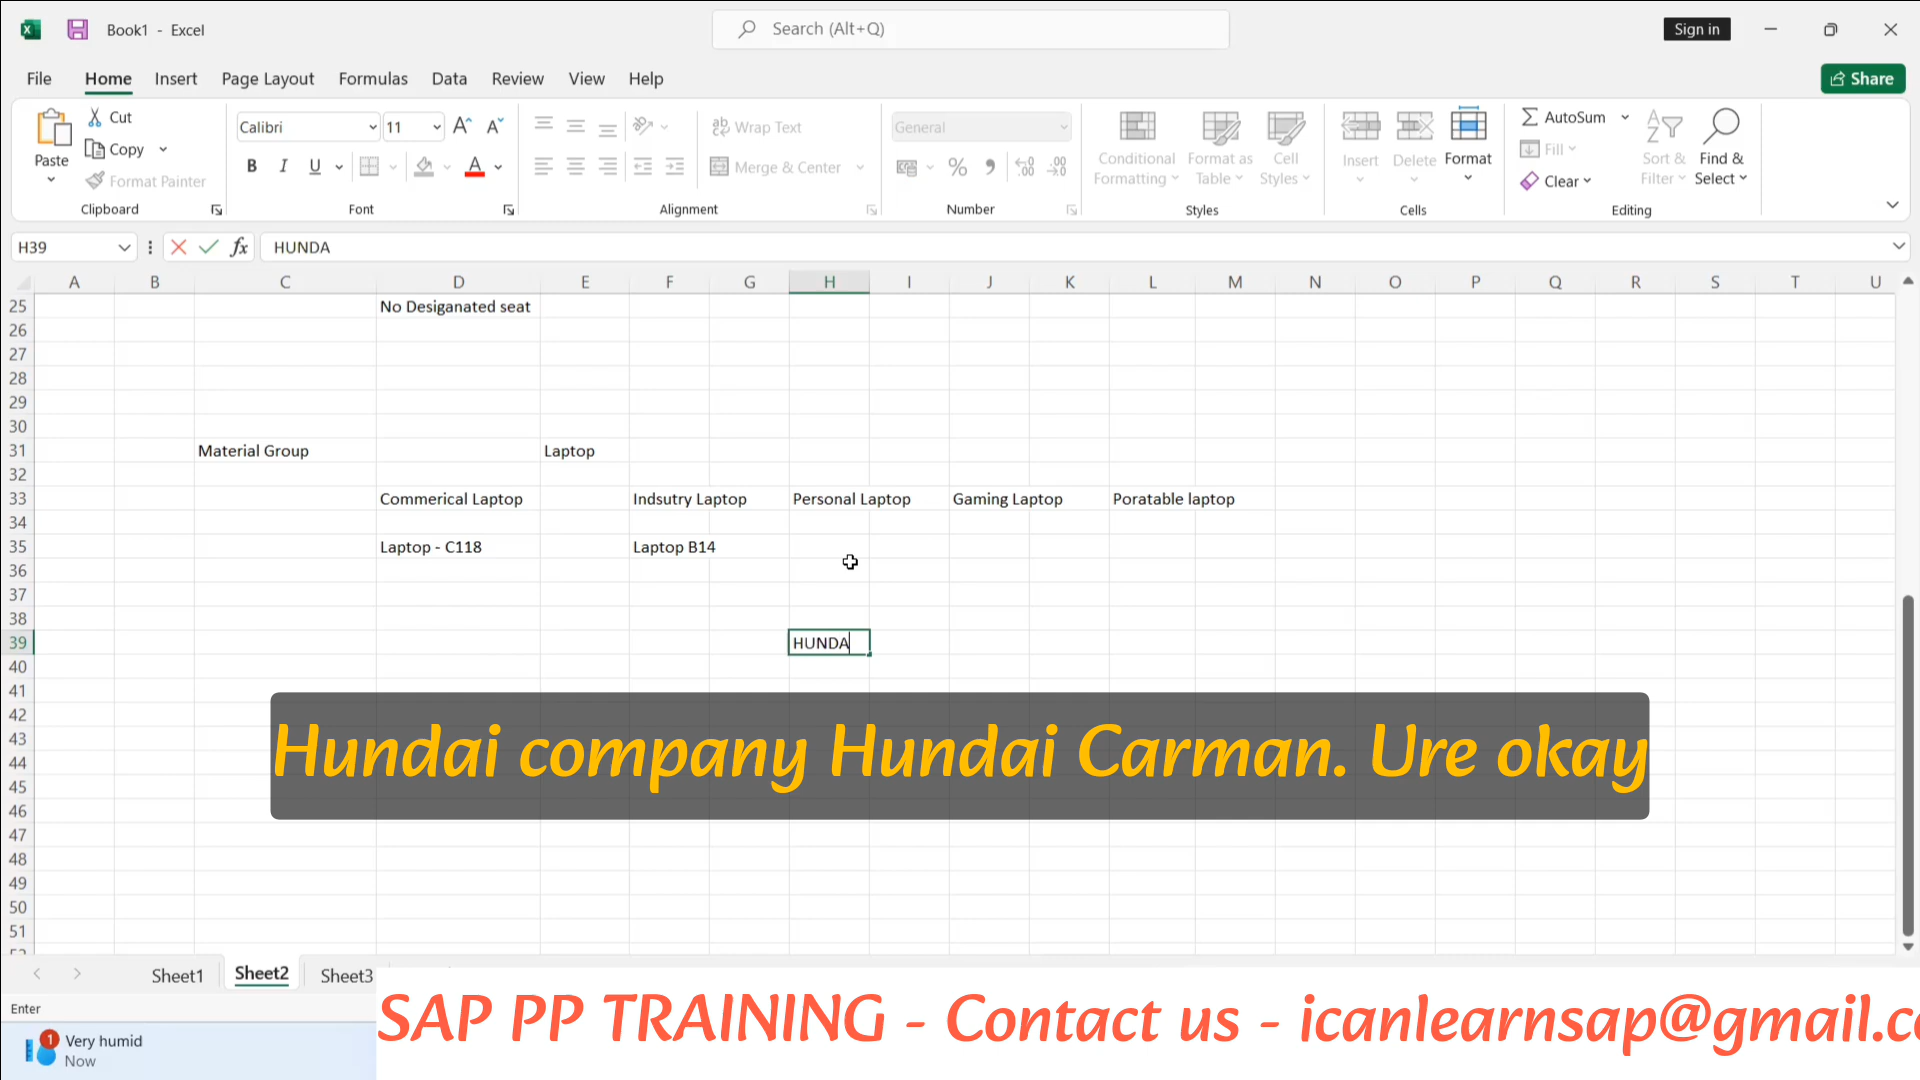 Book1 - Excel
Search (Alt+Q)
Sign in
File Home Insert Page Layout Formulas Data Review View Help
Share
Paste
Cut
Copy
Format Painter
Clipboard
Calibri 11
B I U
Font
Wrap Text
Merge & Center
Alignment
General
Number
Conditional Formatting
Format as Table
Cell Styles
Styles
Insert Delete Format
Cells
AutoSum
Fill
Clear
Sort & Filter
Find & Select
Editing
H39 fx HUNDA
A B C D E F G H I J K L M N O P Q R S T U
25 No Desiganated seat
26
27
28
29
30
31 Material Group Laptop
32
33 Commerical Laptop Indsutry Laptop Personal Laptop Gaming Laptop Poratable laptop
34
35 Laptop - C118 Laptop B14
36
37
38
39 HUNDA
40
41
42
43
44
45
46
47
48
49
50
51
Hundai company Hundai Carman. Ure okay
Sheet1 Sheet2 Sheet3
Enter
SAP PP TRAINING - Contact us - icanlearnsap@gmail.c
1
Very humid
Now